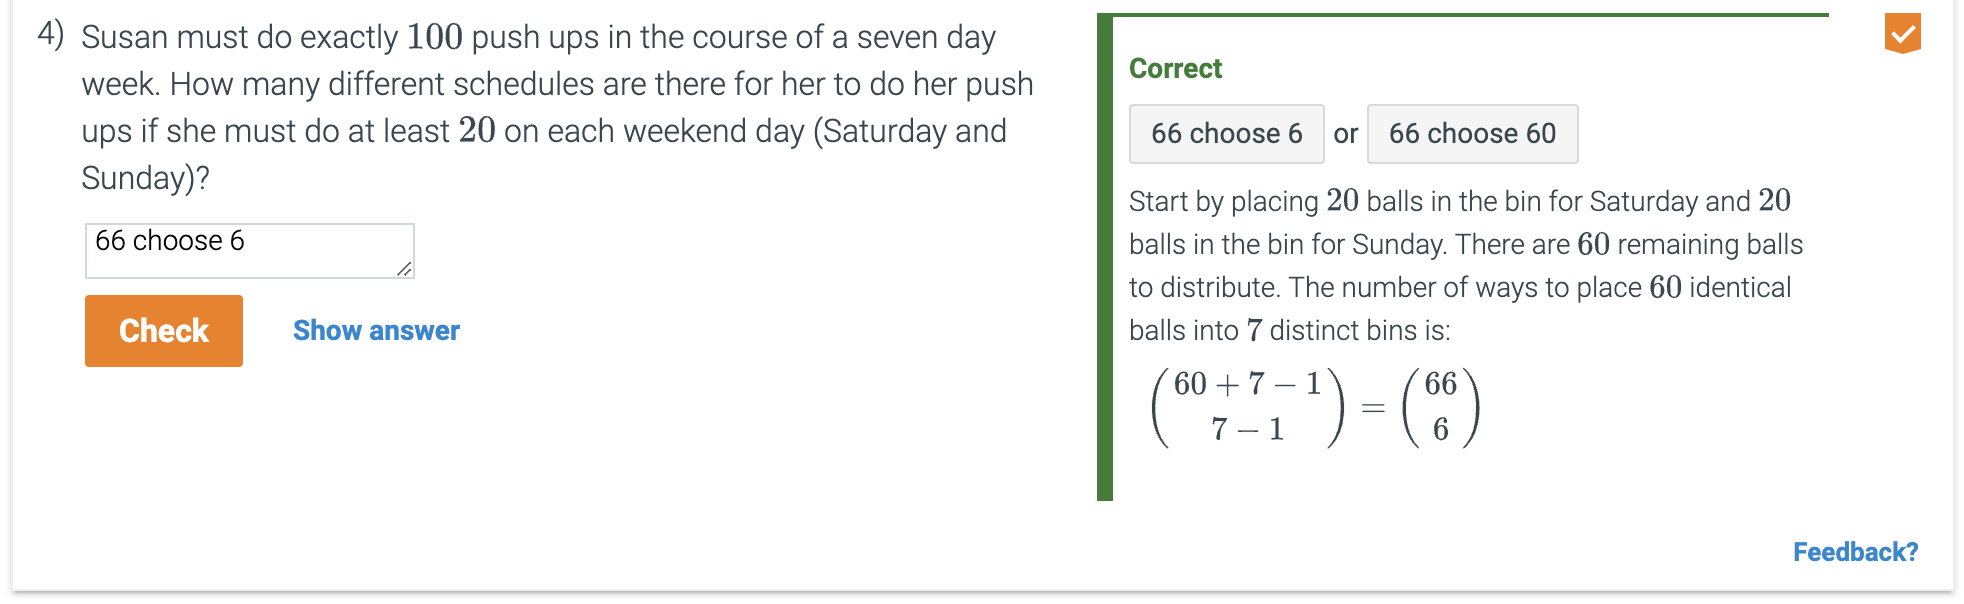 4) Susan must do exactly 100 push ups in the course of a seven day
week. How many different schedules are there for her to do her push
ups if she must do at least 20 on each weekend day (Saturday and
Sunday)?
66 choose 6
Check Show answer
Correct
66 choose 6 or 66 choose 60
Start by placing 20 balls in the bin for Saturday and 20
balls in the bin for Sunday. There are 60 remaining balls
to distribute. The number of ways to place 60 identical
balls into 7 distinct bins is:
(60 + 7 − 1
7 − 1) = (66
6)
Feedback?